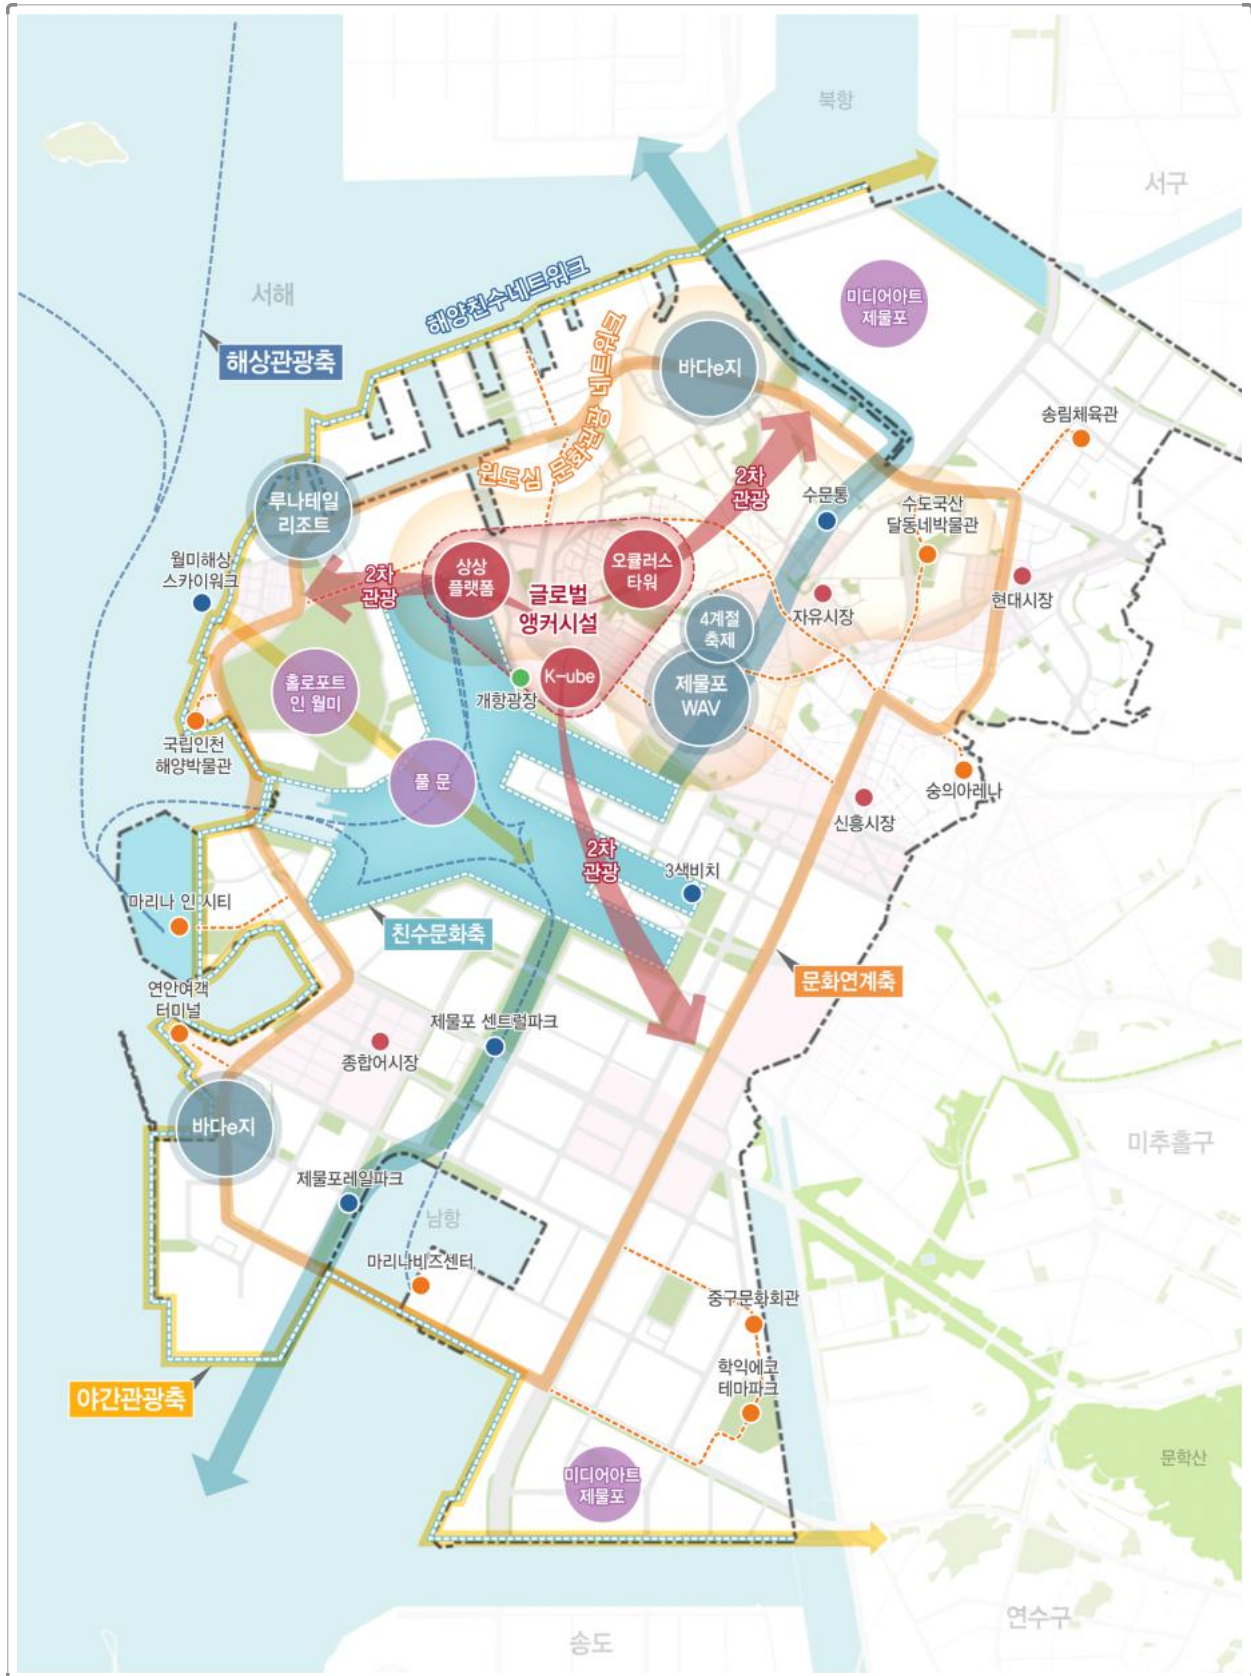 북항
서구
서해
해양친수네트워크
미디어아트
제물포
해상관광축
바다e지
원도심 문화관광 네트워크
송림체육관
2차
관광
수문통
루나테일
리조트
수도국산
달동네박물관
월미해상
스카이워크
2차
관광
상상
플랫폼
오큘러스
타워
글로벌
앵커시설
4계절
축제
자유시장
현대시장
홀로포트
인 월미
개항광장
K-ube
제물포
WAV
국립인천
해양박물관
풀 문
숭의아레나
신흥시장
2차
관광
3색비치
마리나 인 시티
친수문화축
문화연계축
연안여객
터미널
제물포 센트럴파크
종합어시장
바다e지
미추홀구
제물포레일파크
남항
마리나비즈센터
중구문화회관
야간관광축
학익에코
테마파크
문학산
미디어아트
제물포
연수구
송도